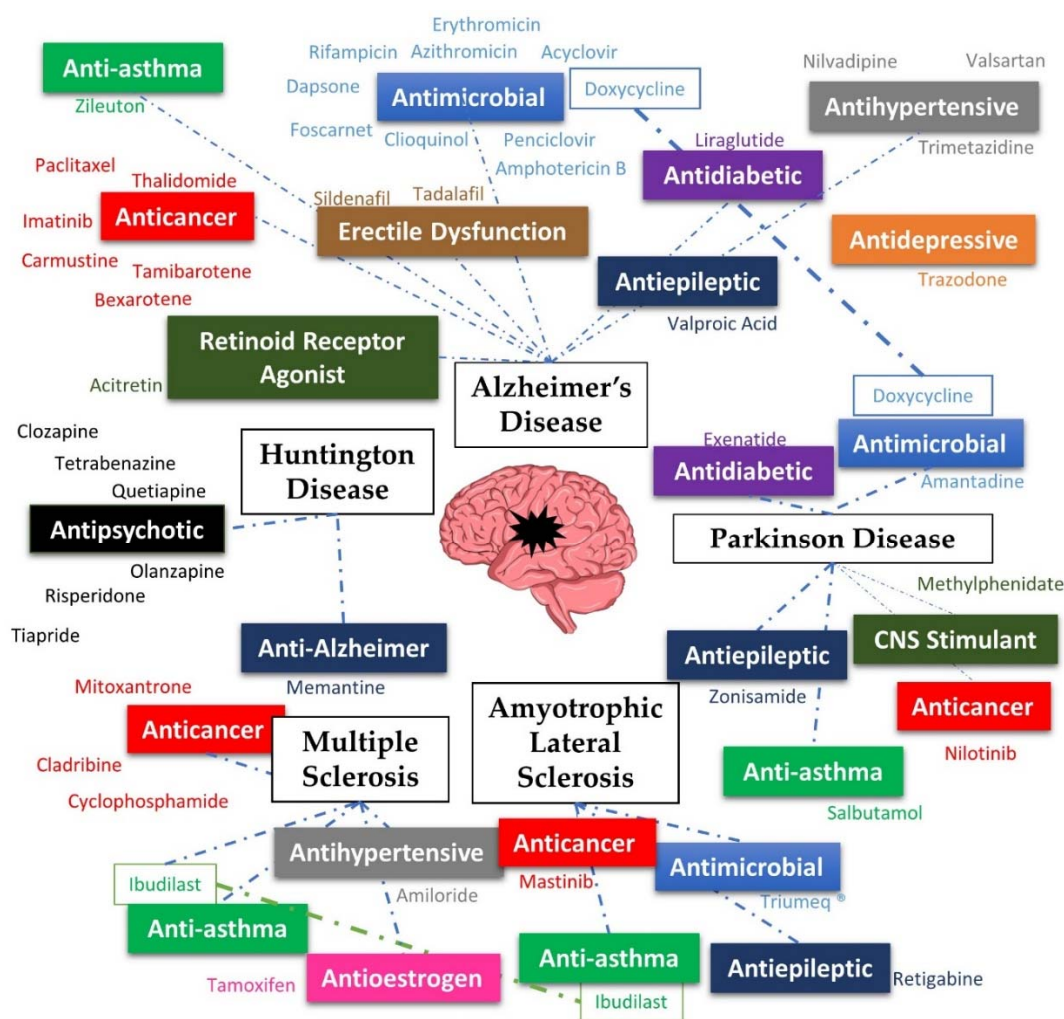 Erythromicin
Rifampicin
Azithromicin
Acyclovir
Anti-asthma
Zileuton
Dapsone
Antimicrobial
Doxycycline
Foscarnet
Clioquinol
Penciclovir
Amphotericin B
Nilvadipine
Valsartan
Antihypertensive
Trimetazidine
Liraglutide
Antidiabetic
Paclitaxel
Thalidomide
Imatinib
Anticancer
Carmustine
Tamibarotene
Bexarotene
Sildenafil
Tadalafil
Erectile Dysfunction
Antidepressive
Trazodone
Antiepileptic
Valproic Acid
Retinoid Receptor
Agonist
Acitretin
Alzheimer's
Disease
Doxycycline
Exenatide
Antidiabetic
Antimicrobial
Amantadine
Clozapine
Tetrabenazine
Quetiapine
Antipsychotic
Olanzapine
Risperidone
Tiapride
Huntington
Disease
Parkinson Disease
Methylphenidate
CNS Stimulant
Anti-Alzheimer
Memantine
Antiepileptic
Zonisamide
Anticancer
Nilotinib
Anti-asthma
Salbutamol
Mitoxantrone
Anticancer
Cladribine
Cyclophosphamide
Multiple
Sclerosis
Amyotrophic
Lateral
Sclerosis
Antihypertensive
Amiloride
Anticancer
Mastinib
Antimicrobial
Triumeq ®
Ibudilast
Anti-asthma
Tamoxifen
Antioestrogen
Anti-asthma
Ibudilast
Antiepileptic
Retigabine